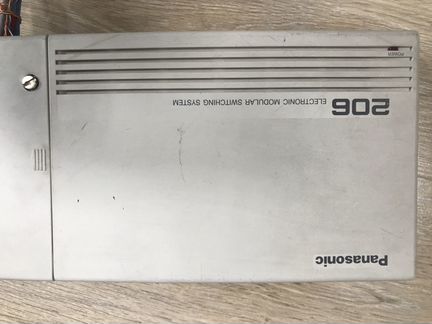 Panasonic
206 ELECTRONIC MODULAR SWITCHING SYSTEM
POWER